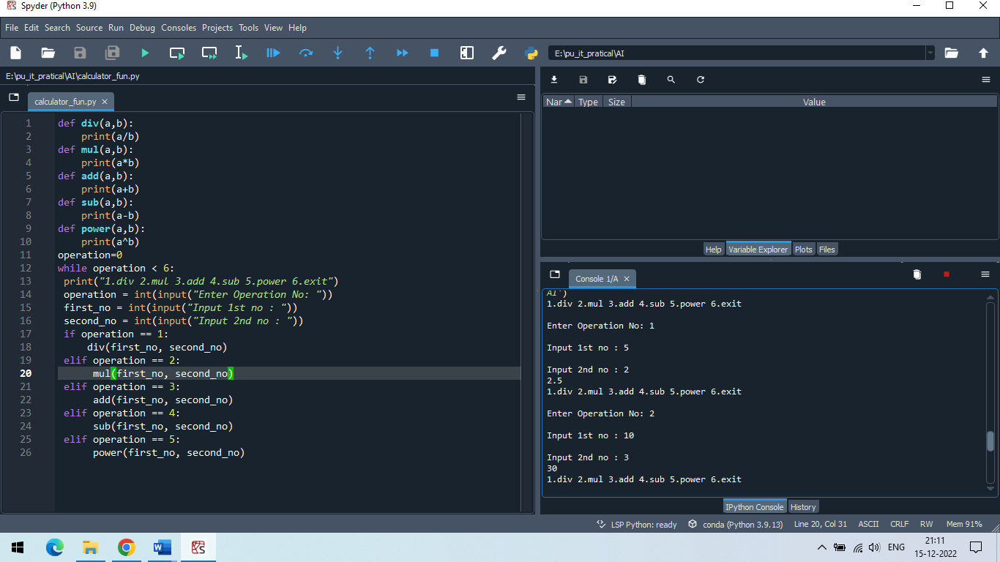 Spyder (Python 3.9)
File Edit Search Source Run Debug Consoles Projects Tools View Help
E:\pu_it_pratical\AI
E:\pu_it_pratical\AI\calculator_fun.py
calculator_fun.py
1 def div(a,b):
2     print(a/b)
3 def mul(a,b):
4     print(a*b)
5 def add(a,b):
6     print(a+b)
7 def sub(a,b):
8     print(a-b)
9 def power(a,b):
10     print(a^b)
11 operation=0
12 while operation < 6:
13  print("1.div 2.mul 3.add 4.sub 5.power 6.exit")
14  operation = int(input("Enter Operation No: "))
15  first_no = int(input("Input 1st no : "))
16  second_no = int(input("Input 2nd no : "))
17  if operation == 1:
18      div(first_no, second_no)
19  elif operation == 2:
20       mul(first_no, second_no)
21  elif operation == 3:
22       add(first_no, second_no)
23  elif operation == 4:
24       sub(first_no, second_no)
25  elif operation == 5:
26       power(first_no, second_no)
Nar Type Size Value
Help Variable Explorer Plots Files
Console 1/A
AI')
1.div 2.mul 3.add 4.sub 5.power 6.exit
Enter Operation No: 1
Input 1st no : 5
Input 2nd no : 2
2.5
1.div 2.mul 3.add 4.sub 5.power 6.exit
Enter Operation No: 2
Input 1st no : 10
Input 2nd no : 3
30
1.div 2.mul 3.add 4.sub 5.power 6.exit
IPython Console History
LSP Python: ready conda (Python 3.9.13) Line 20, Col 31 ASCII CRLF RW Mem 91%
ENG
21:11
15-12-2022